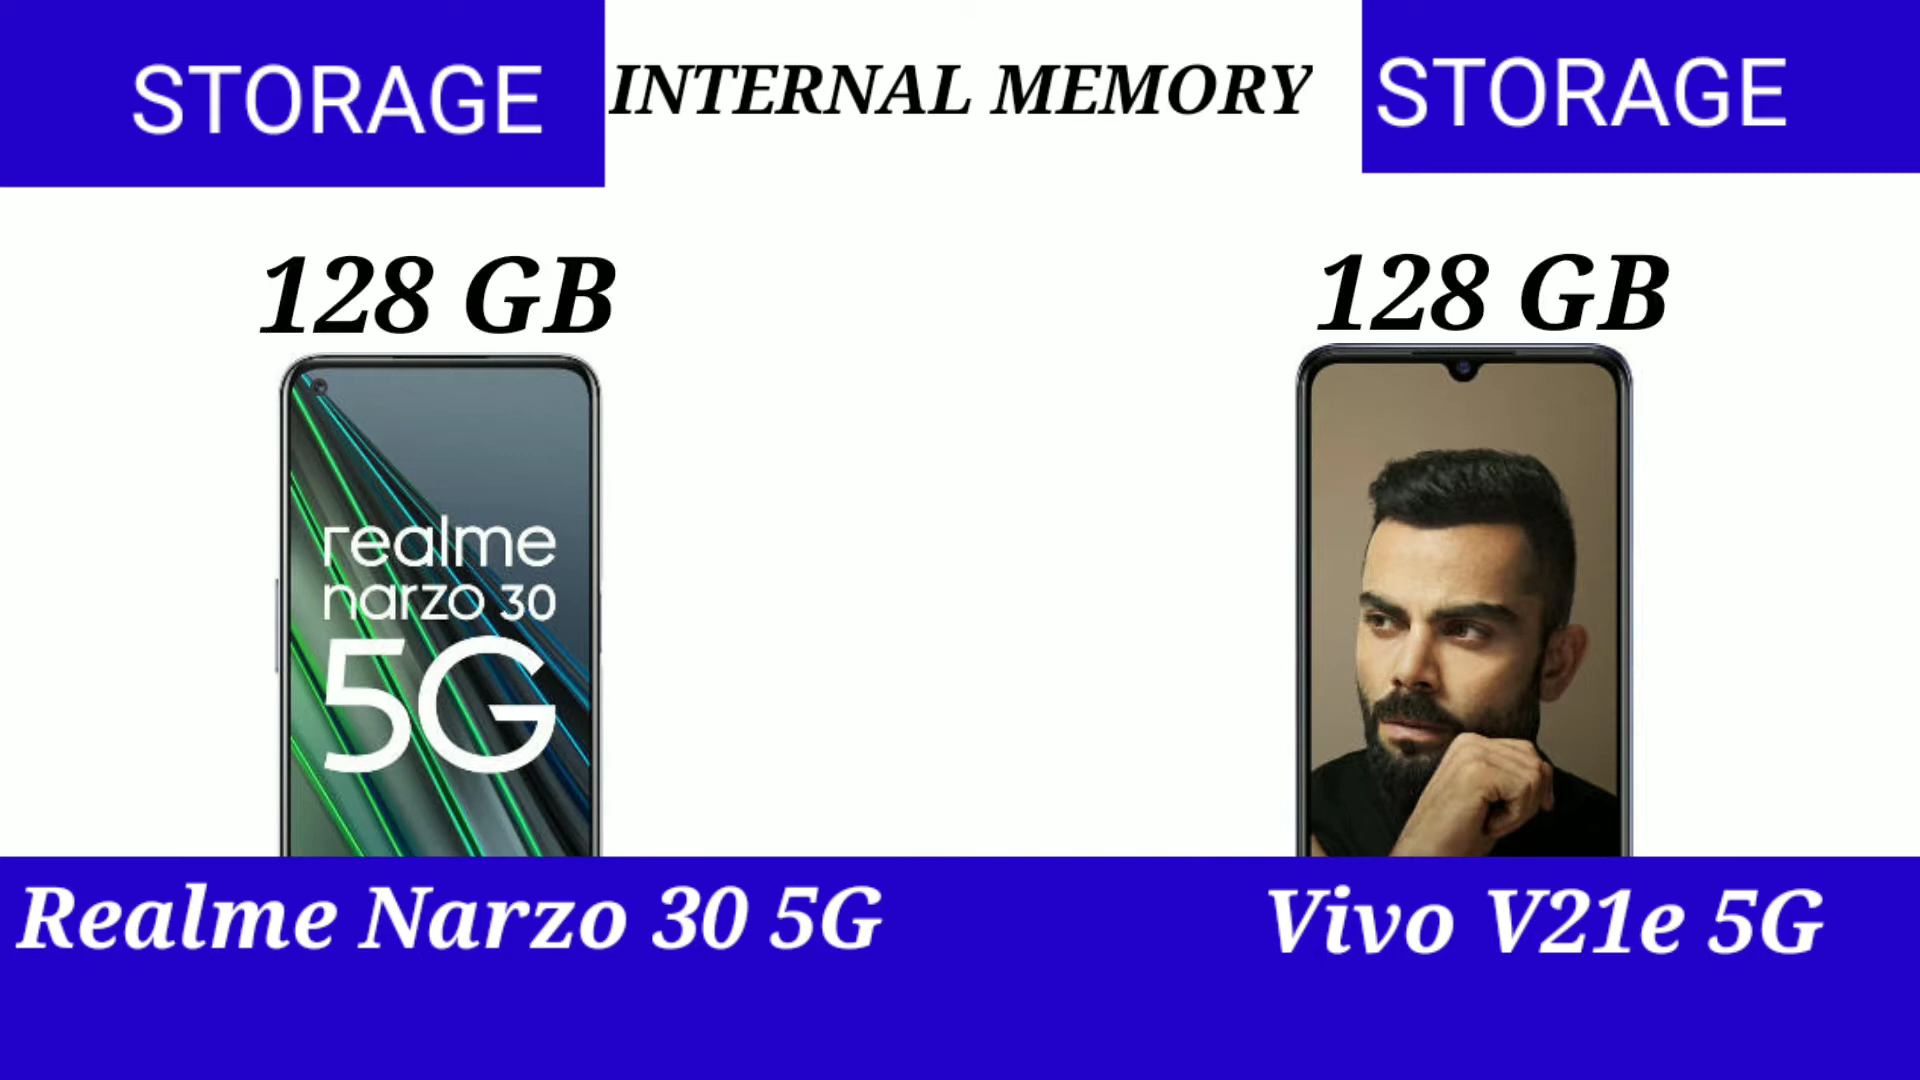 STORAGE
INTERNAL MEMORY
STORAGE
128 GB
128 GB
realme
narzo 30
5G
Realme Narzo 30 5G
Vivo V21e 5G